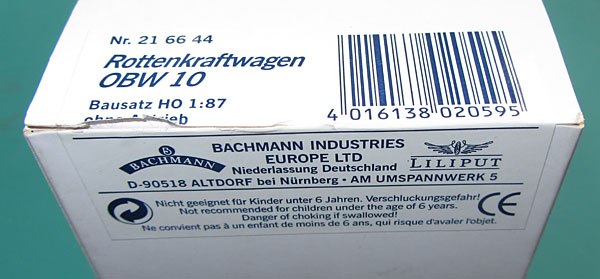 Nr. 21 66 44
Rottenkraftwagen
OBW 10
Bausatz HO 1:87
ohne Antrieb
4 016138 020595
BACHMANN
BACHMANN INDUSTRIES
EUROPE LTD
Niederlassung Deutschland
LILIPUT
D-90518 ALTDORF bei Nürnberg · AM UMSPANNWERK 5
Nicht geeignet für Kinder unter 6 Jahren. Verschluckungsgefahr!
Not recommended for children under the age of 6 years.
Danger of choking if swallowed!
Ne convient pas à un enfant de moins de 6 ans, qui risque d'avaler l'objet.
CE